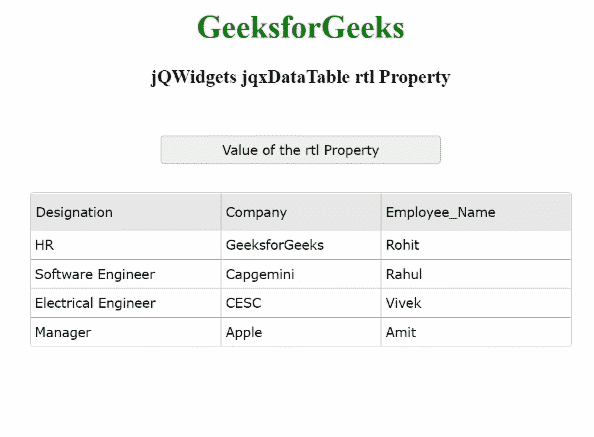 GeeksforGeeks
jQWidgets jqxDataTable rtl Property
Value of the rtl Property
Designation Company Employee_Name
HR GeeksforGeeks Rohit
Software Engineer Capgemini Rahul
Electrical Engineer CESC Vivek
Manager Apple Amit